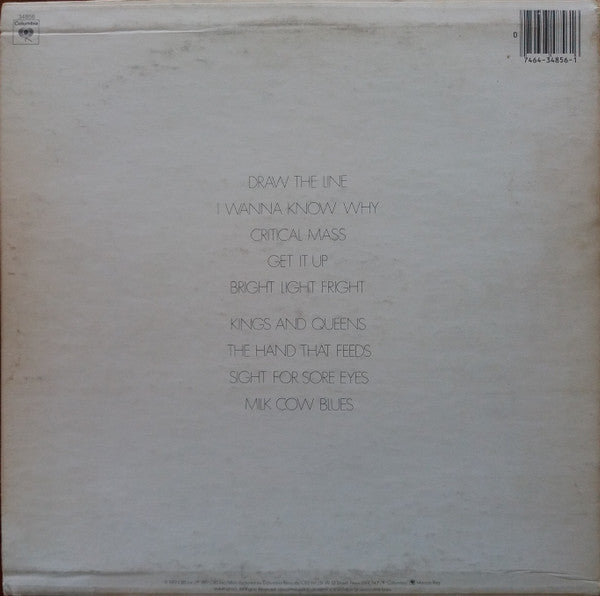 34856
Columbia
D
7464-34856-1
DRAW THE LINE
I WANNA KNOW WHY
CRITICAL MASS
GET IT UP
BRIGHT LIGHT FRIGHT
KINGS AND QUEENS
THE HAND THAT FEEDS
SIGHT FOR SORE EYES
MILK COW BLUES